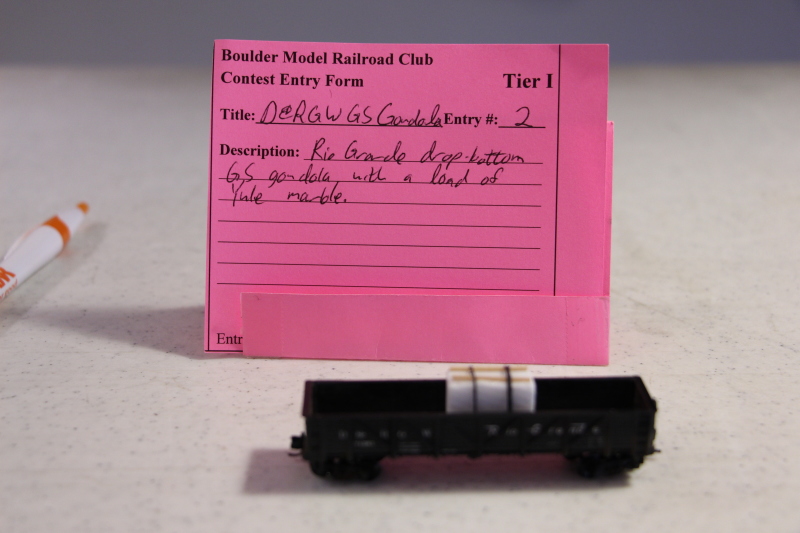 Boulder Model Railroad Club
Contest Entry Form Tier I
Title: D&RGW GS Gondola Entry #: 2
Description: Rio Grande drop-bottom
GS gondola with a load of
Yule marble.
Entr